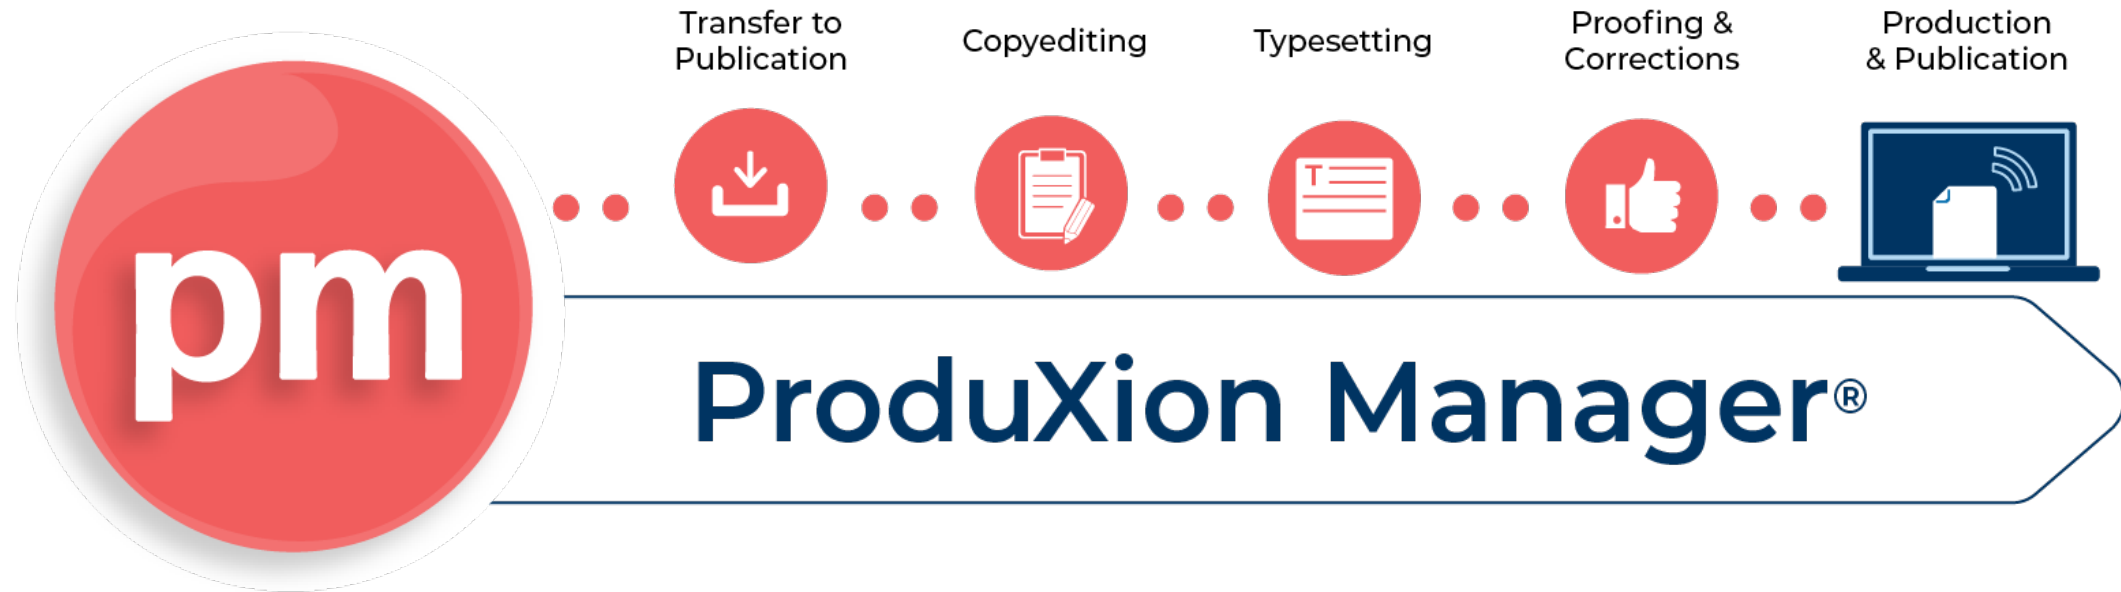 Transfer to
Publication
Copyediting
Typesetting
Proofing &
Corrections
Production
& Publication
T
pm
ProduXion Manager®